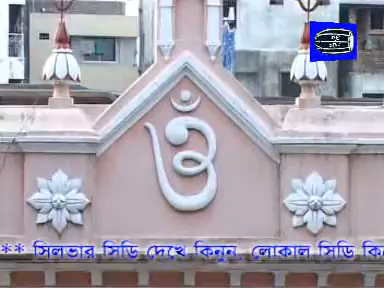 ওঁ
** সিলভার সিডি দেখে কিনুন, লোকাল সিডি কি